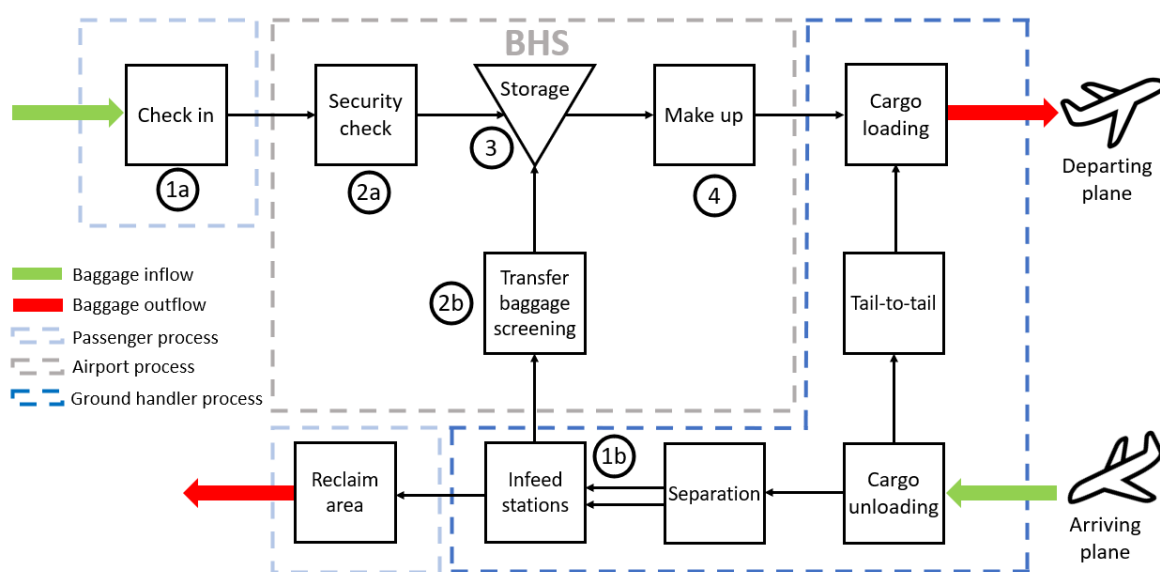 BHS
Check in
1a
Security
check
2a
Storage
3
Make up
4
Cargo
loading
Departing
plane
Transfer
baggage
screening
2b
Tail-to-tail
Baggage inflow
Baggage outflow
Passenger process
Airport process
Ground handler process
Reclaim
area
Infeed
stations
1b
Separation
Cargo
unloading
Arriving
plane